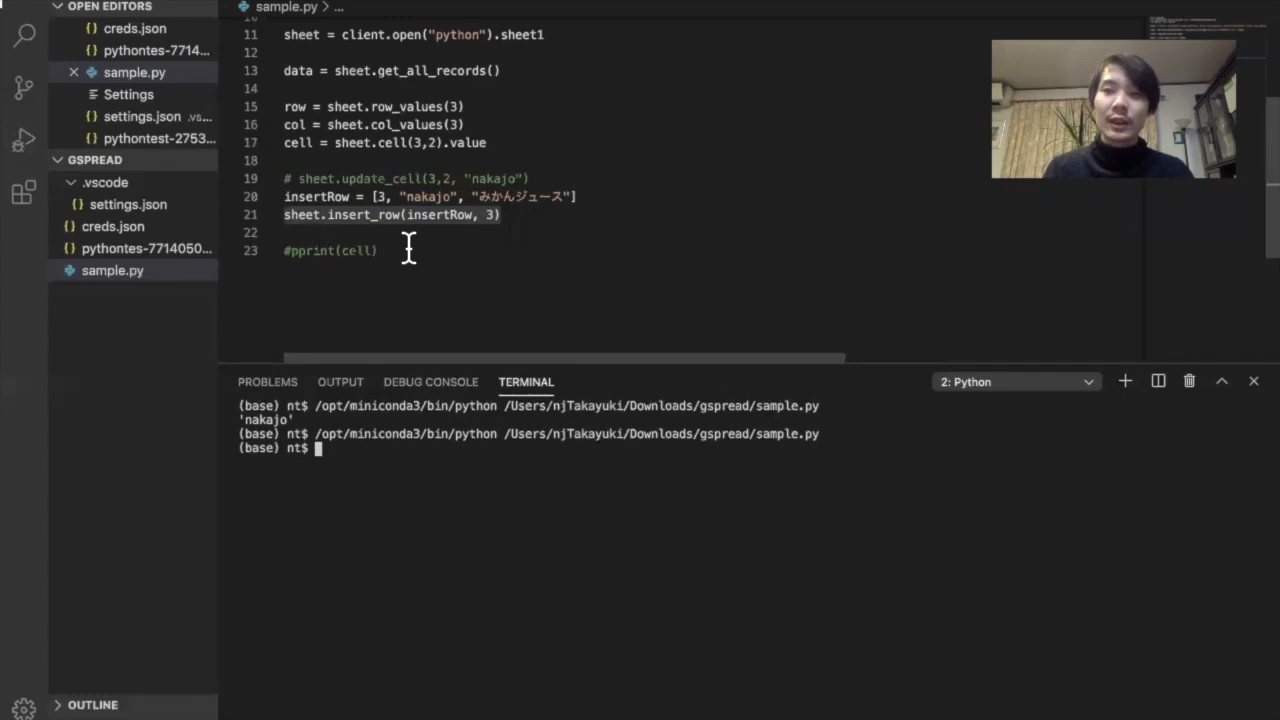 OPEN EDITORS
creds.json
pythontes-7714...
sample.py
Settings
settings.json .vs...
pythontest-2753...
GSPREAD
.vscode
settings.json
creds.json
pythontes-7714050...
sample.py
OUTLINE
sample.py > ...
11 sheet = client.open("python").sheet1
12
13 data = sheet.get_all_records()
14
15 row = sheet.row_values(3)
16 col = sheet.col_values(3)
17 cell = sheet.cell(3,2).value
18
19 # sheet.update_cell(3,2, "nakajo")
20 insertRow = [3, "nakajo", "みかんジュース"]
21 sheet.insert_row(insertRow, 3)
22
23 #pprint(cell)
PROBLEMS OUTPUT DEBUG CONSOLE TERMINAL 2: Python
(base) nt$ /opt/miniconda3/bin/python /Users/njTakayuki/Downloads/gspread/sample.py
'nakajo'
(base) nt$ /opt/miniconda3/bin/python /Users/njTakayuki/Downloads/gspread/sample.py
(base) nt$